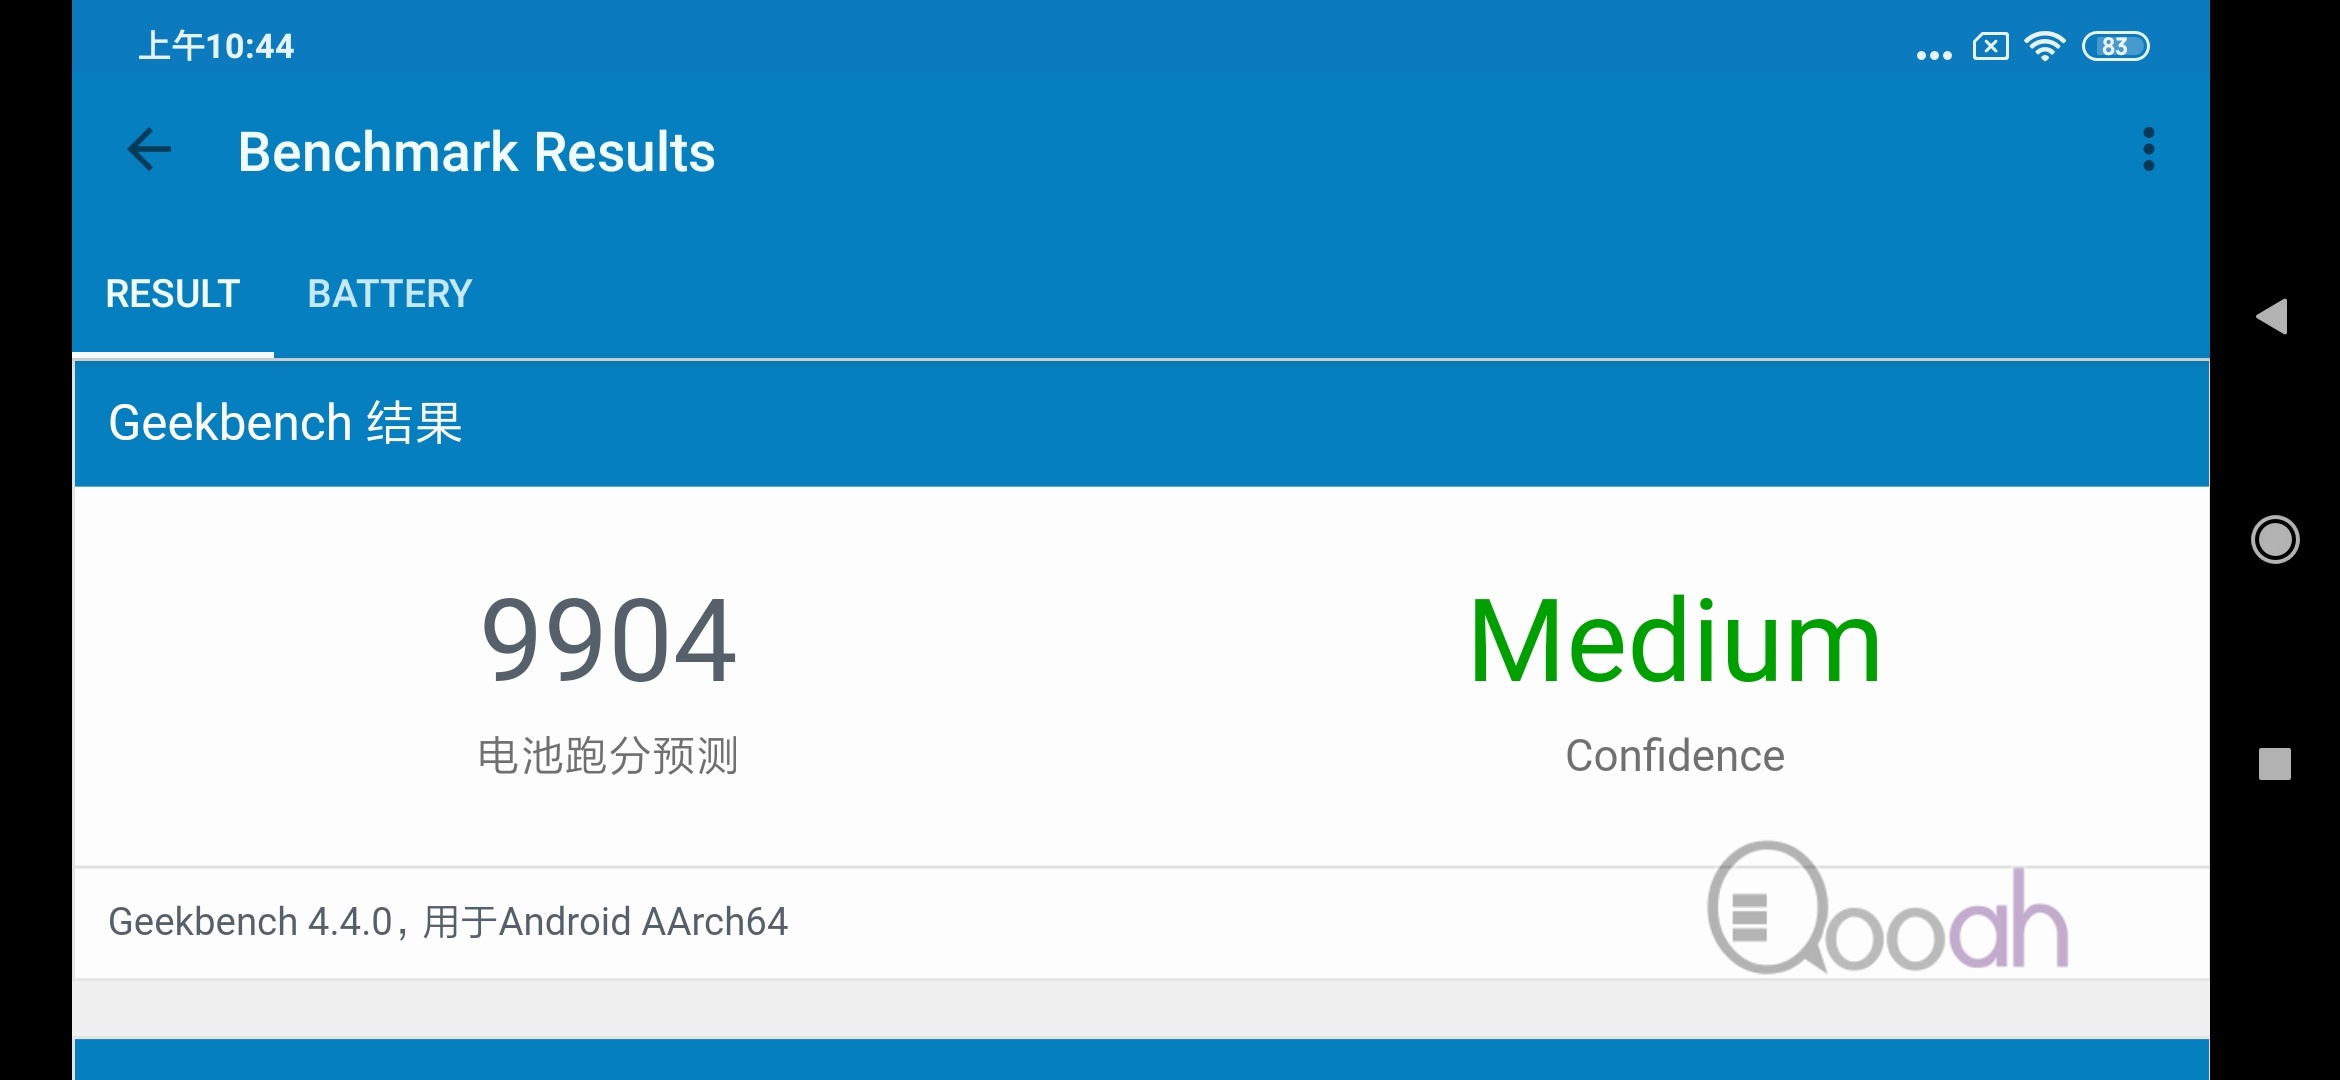 上午10:44
83
Benchmark Results
RESULT BATTERY
Geekbench 结果
9904 Medium
电池跑分预测 Confidence
Geekbench 4.4.0，用于Android AArch64
Qooah